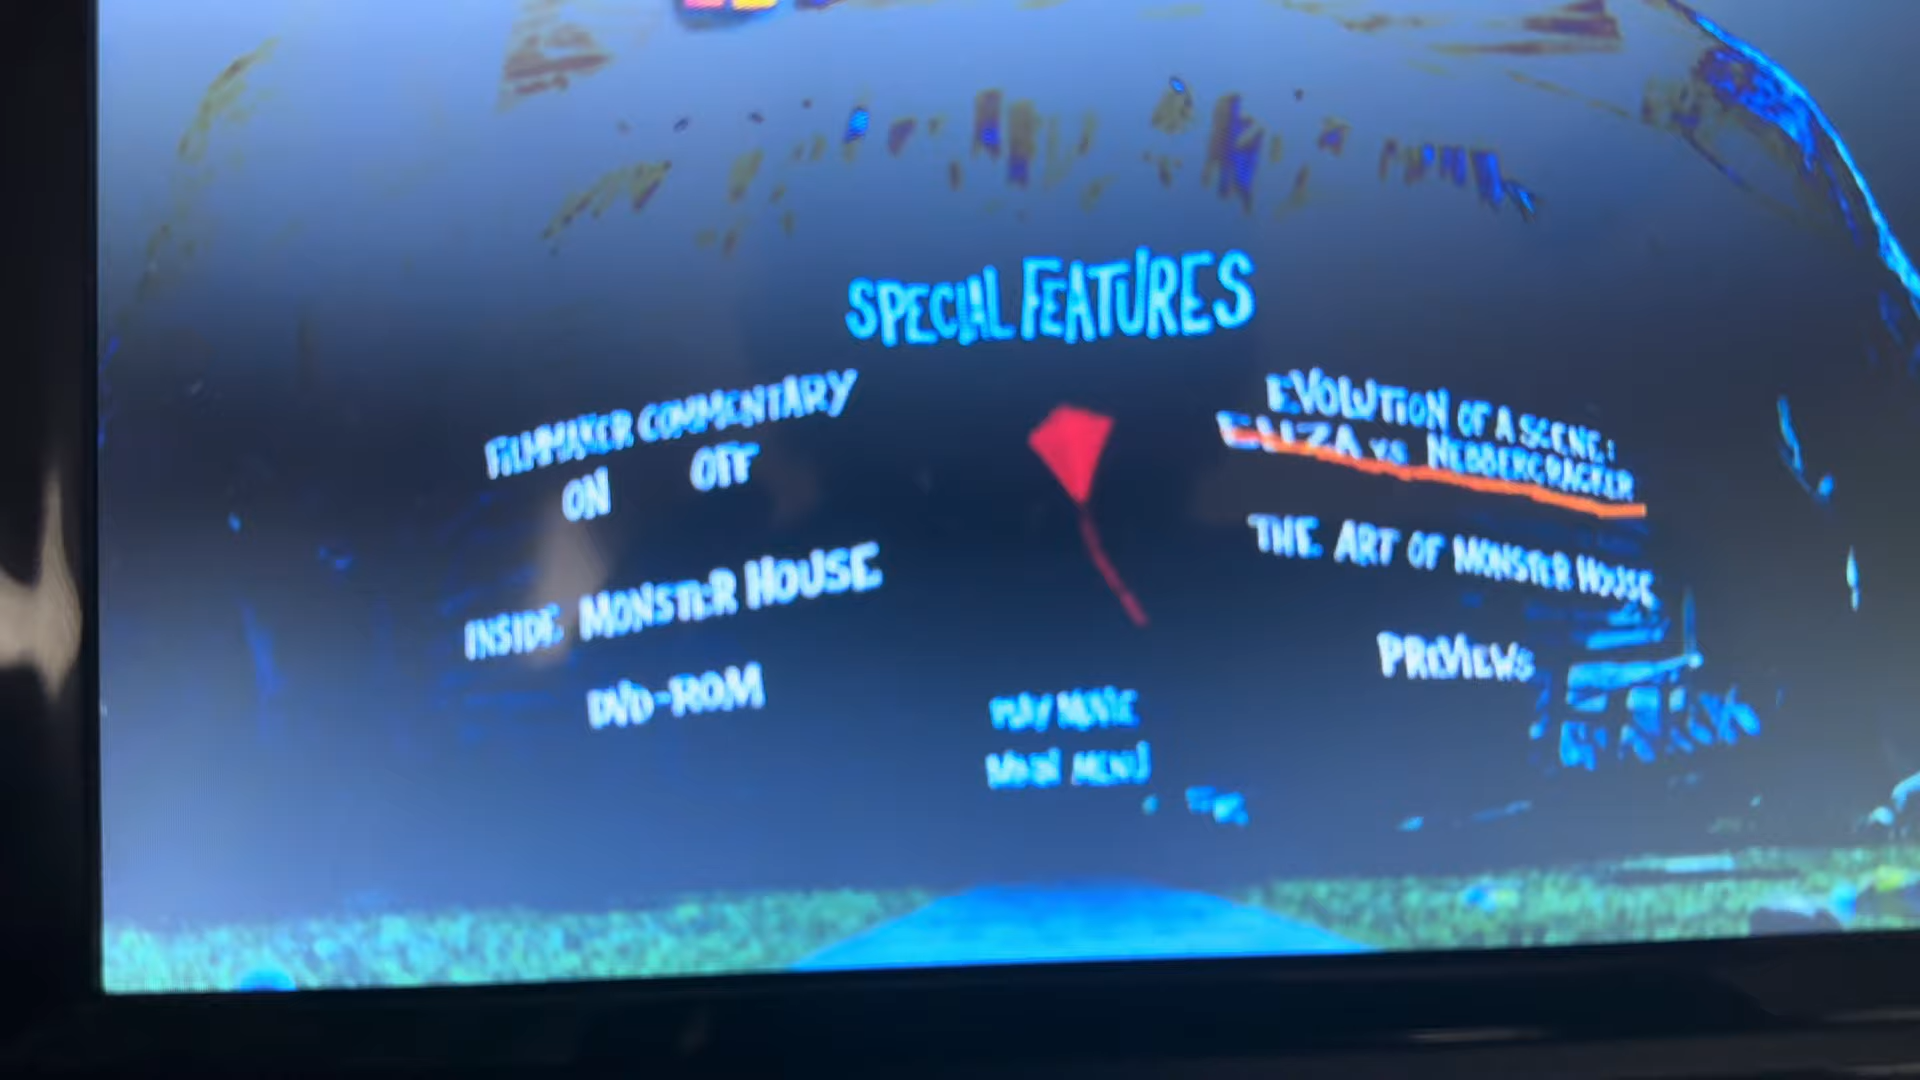 SPECIAL FEATURES
FILMMAKER COMMENTARY
ON OFF
INSIDE MONSTER HOUSE
DVD-ROM
EVOLUTION OF A SCENE:
ELIZA VS. NEBBERCRACKER
THE ART OF MONSTER HOUSE
PREVIEWS
PLAY MOVIE
MAIN MENU